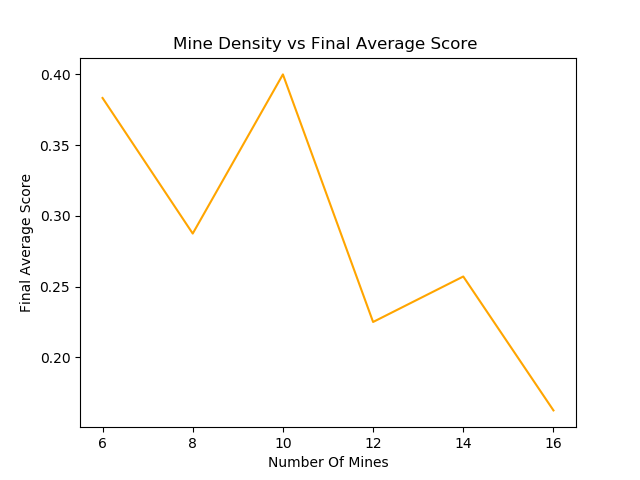 Mine Density vs Final Average Score
0.40
0.35
0.30
0.25
0.20
Final Average Score
6 8 10 12 14 16
Number Of Mines